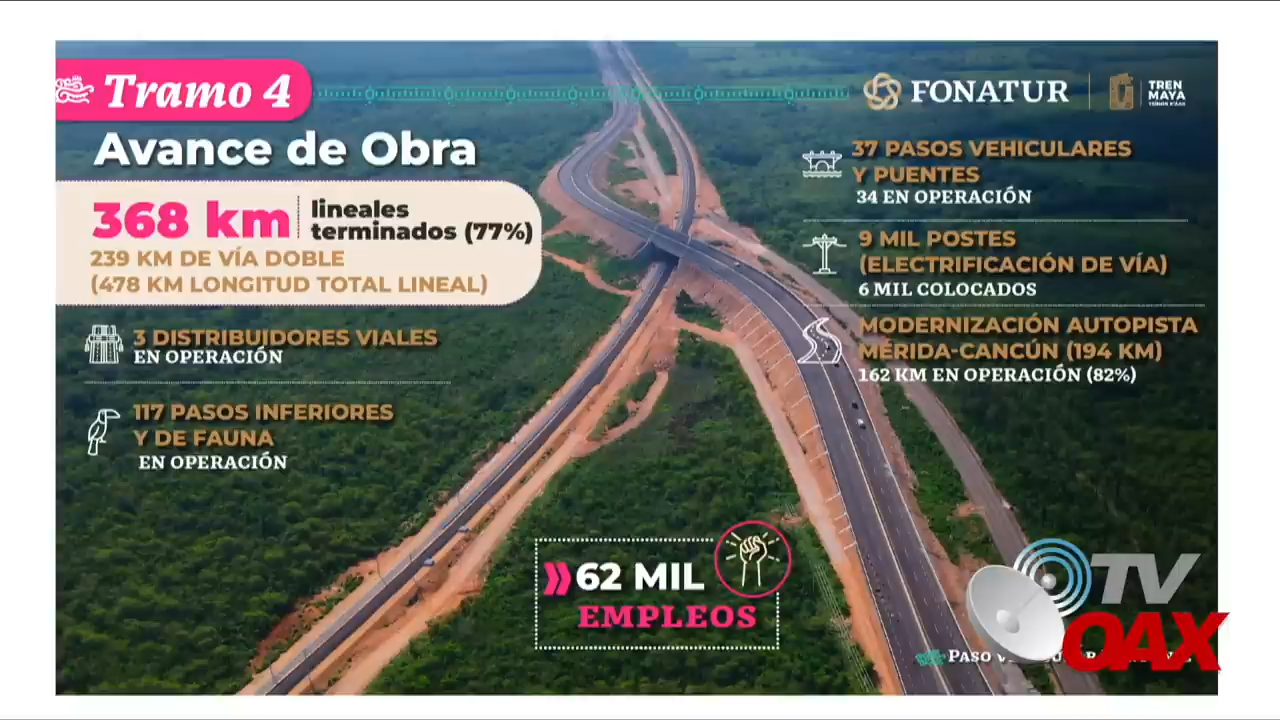 Tramo 4
Avance de Obra
368 km
lineales
terminados (77%)
239 KM DE VÍA DOBLE
(478 KM LONGITUD TOTAL LINEAL)
3 DISTRIBUIDORES VIALES
EN OPERACIÓN
117 PASOS INFERIORES
Y DE FAUNA
EN OPERACIÓN
FONATUR
TREN
MAYA
37 PASOS VEHICULARES
Y PUENTES
34 EN OPERACIÓN
9 MIL POSTES
(ELECTRIFICACIÓN DE VÍA)
6 MIL COLOCADOS
MODERNIZACIÓN AUTOPISTA
MÉRIDA-CANCÚN (194 KM)
162 KM EN OPERACIÓN (82%)
62 MIL
EMPLEOS
PASO
TV
OAX